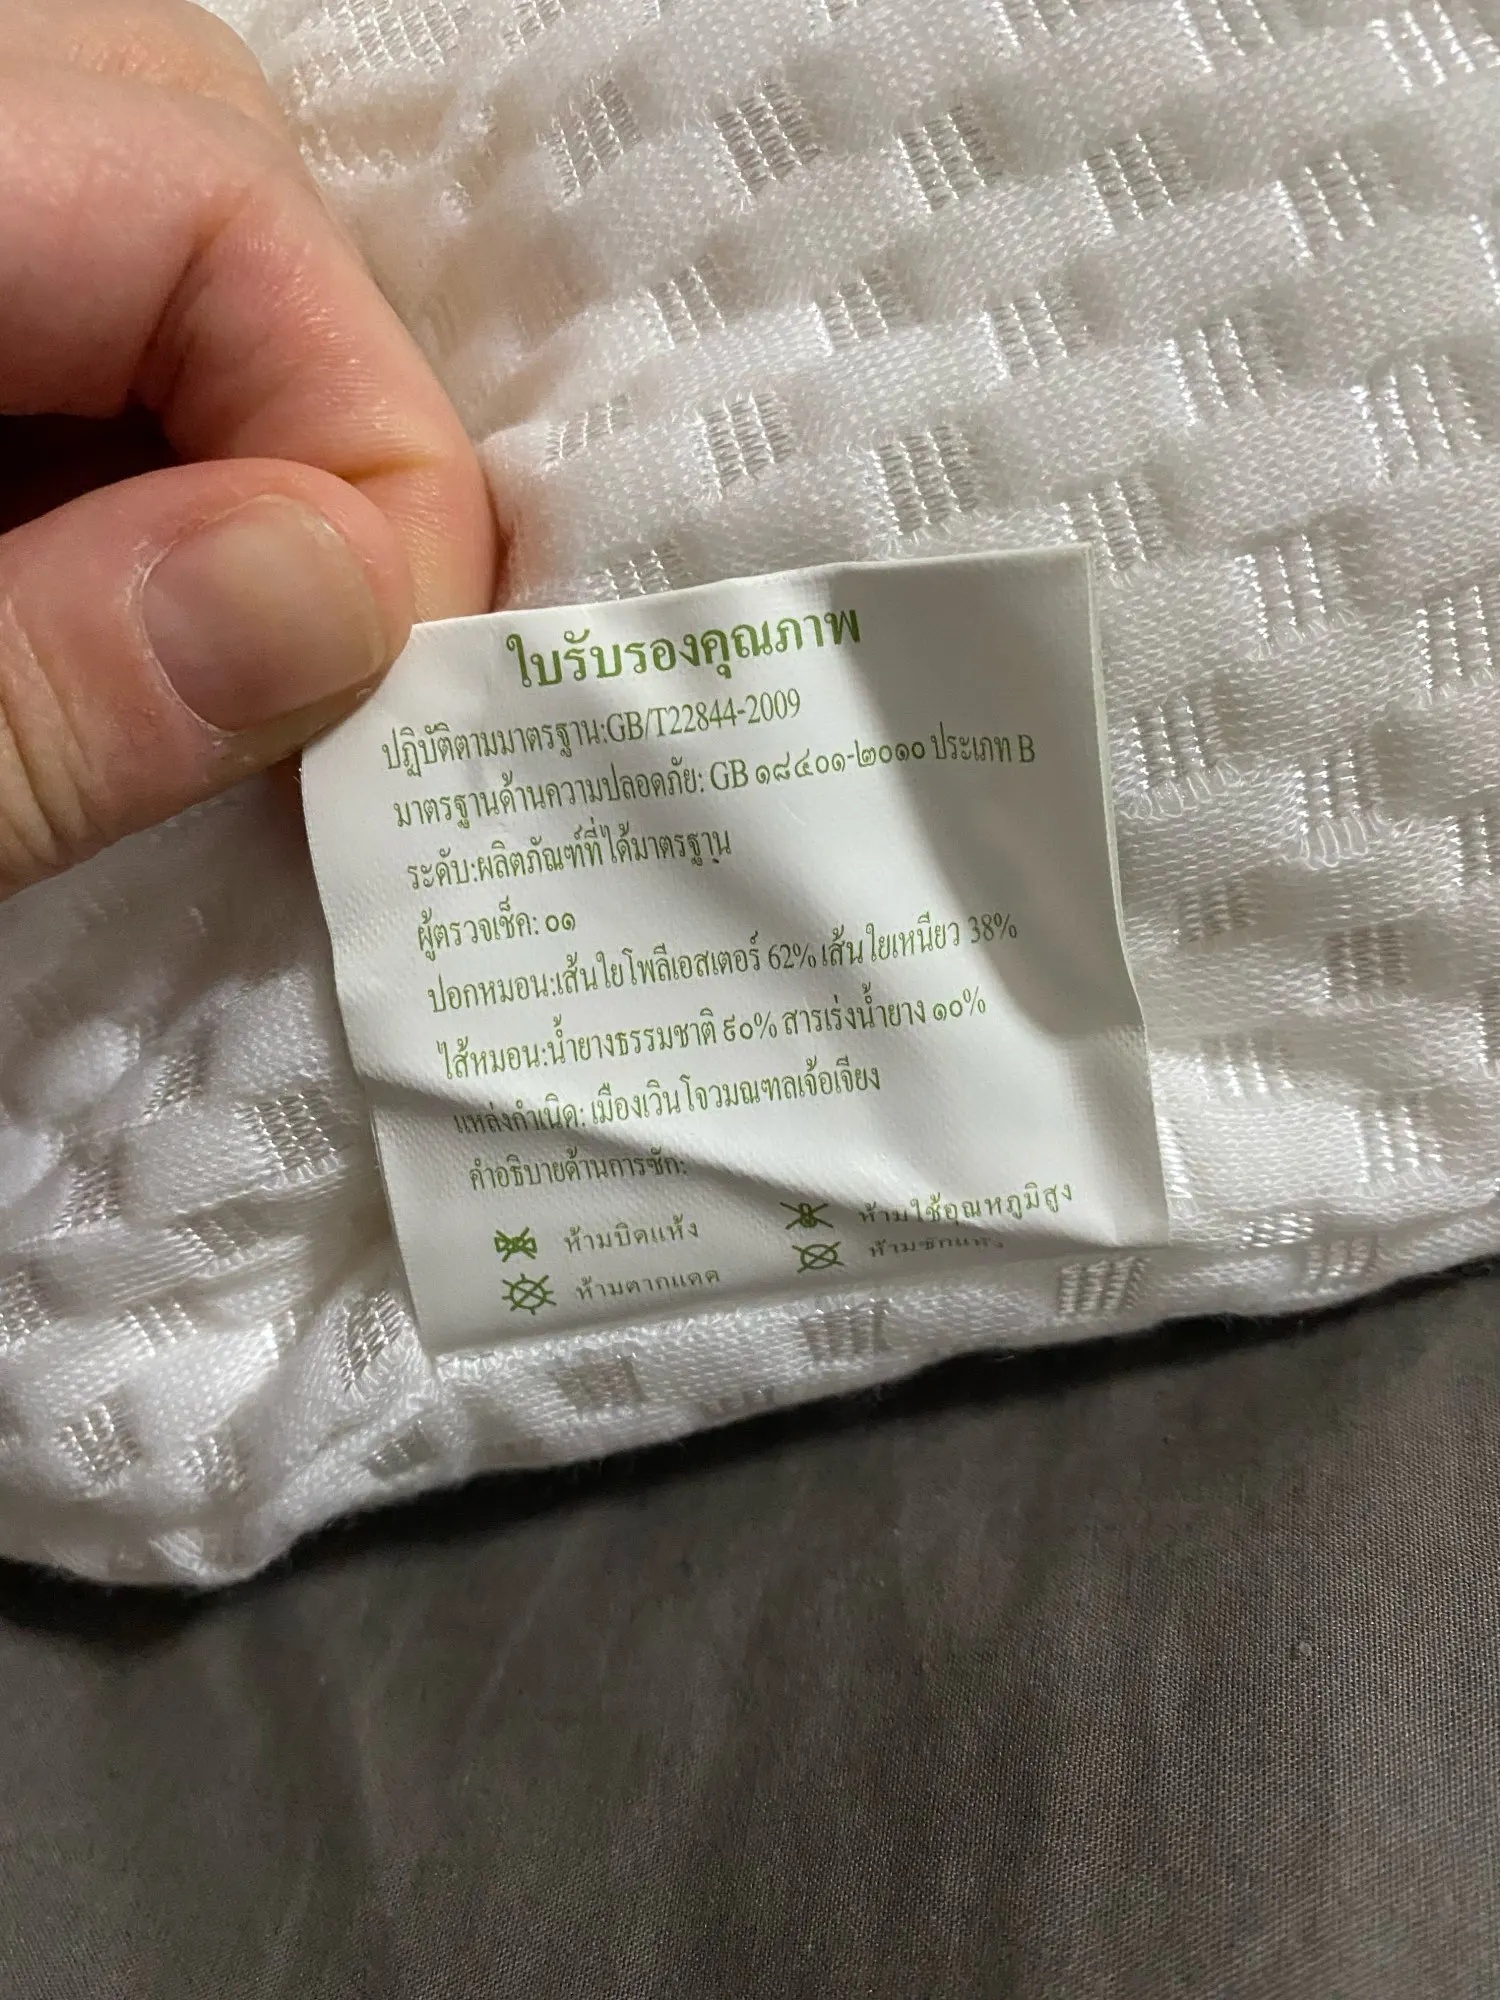 ใบรับรองคุณภาพ
ปฏิบัติตามมาตรฐาน:GB/T22844-2009
มาตรฐานด้านความปลอดภัย: GB ๑๘๔๐๑-๒๐๑๐ ประเภท B
ระดับ:ผลิตภัณฑ์ที่ได้มาตรฐาน
ผู้ตรวจเช็ค: ๐๑
ปอกหมอน:เส้นใยโพลีเอสเตอร์ 62% เส้นใยเหนียว 38%
ไส้หมอน:น้ำยางธรรมชาติ ๙๐% สารเร่งน้ำยาง ๑๐%
แหล่งกำเนิด: เมืองเวินโจวมณฑลเจ้อเจียง
คำอธิบายด้านการซัก:
ห้ามบิดแห้ง ห้ามใช้อุณหภูมิสูง
ห้ามตากแดด ห้ามซักแห้ง